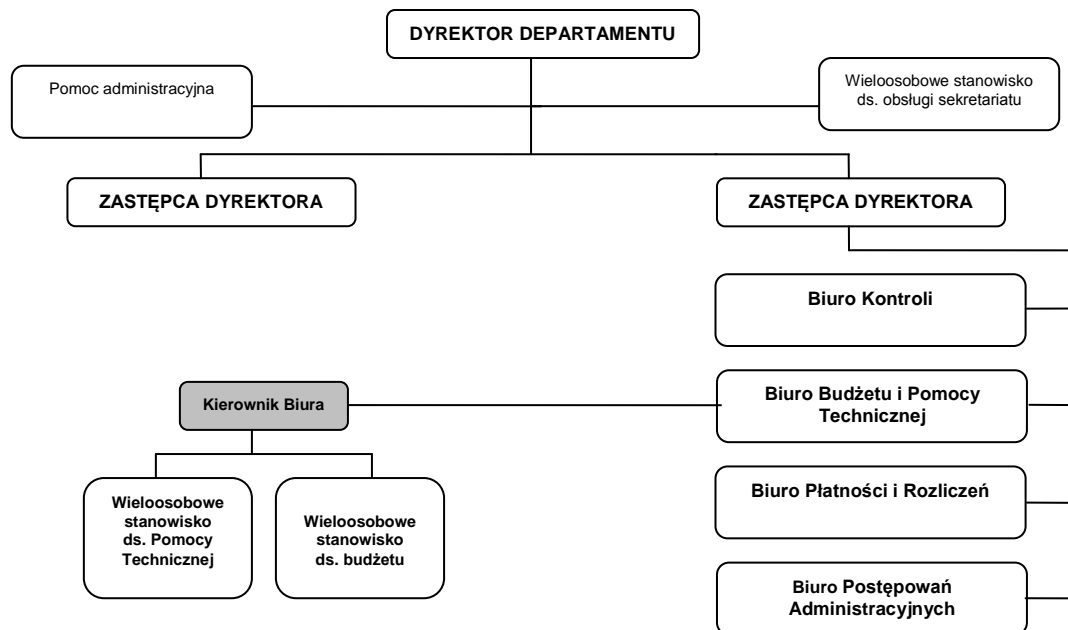 DYREKTOR DEPARTAMENTU
Pomoc administracyjna
Wieloosobowe stanowisko
ds. obsługi sekretariatu
ZASTĘPCA DYREKTORA
ZASTĘPCA DYREKTORA
Biuro Kontroli
Kierownik Biura
Biuro Budżetu i Pomocy
Technicznej
Wieloosobowe
stanowisko
ds. Pomocy
Technicznej
Wieloosobowe
stanowisko
ds. budżetu
Biuro Płatności i Rozliczeń
Biuro Postępowań
Administracyjnych